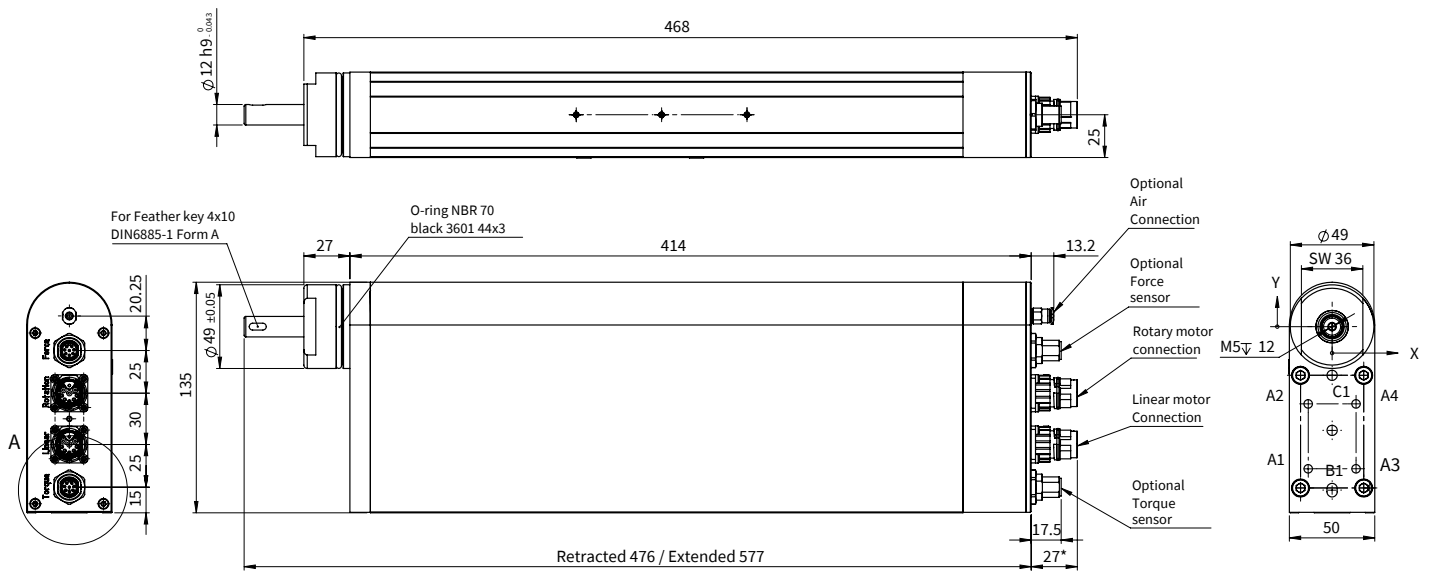 468
⌀ 12 h9 0 -0.043
25
For Feather key 4x10
DIN6885-1 Form A
O-ring NBR 70
black 3601 44x3
Optional
Air
Connection
27
414
13.2
Optional
Force
sensor
Rotary motor
connection
Linear motor
Connection
Optional
Torque
sensor
⌀ 49 ±0.05
135
17.5
Retracted 476 / Extended 577
27*
20.25
25
30
25
15
Force
Rotation
Linear
Torque
A
⌀ 49
SW 36
Y
X
M5↧ 12
A2
C1
A4
A1
B1
A3
50